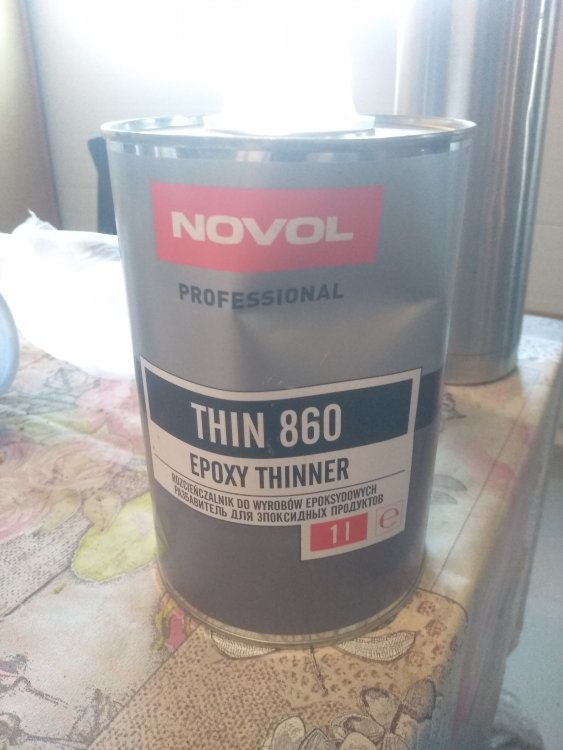 NOVOL
PROFESSIONAL
THIN 860
EPOXY THINNER
ROZCIEŃCZALNIK DO WYROBÓW EPOKSYDOWYCH
РАЗБАВИТЕЛЬ ДЛЯ ЭПОКСИДНЫХ ПРОДУКТОВ
1 l e